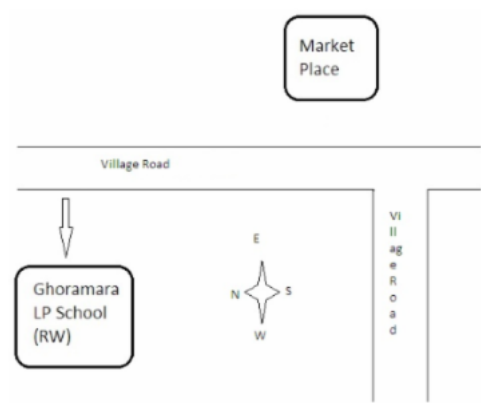 Market
Place
Village Road
Ghoramara
LP School
(RW)
E
N
S
W
Vi
ll
ag
e
R
o
a
d